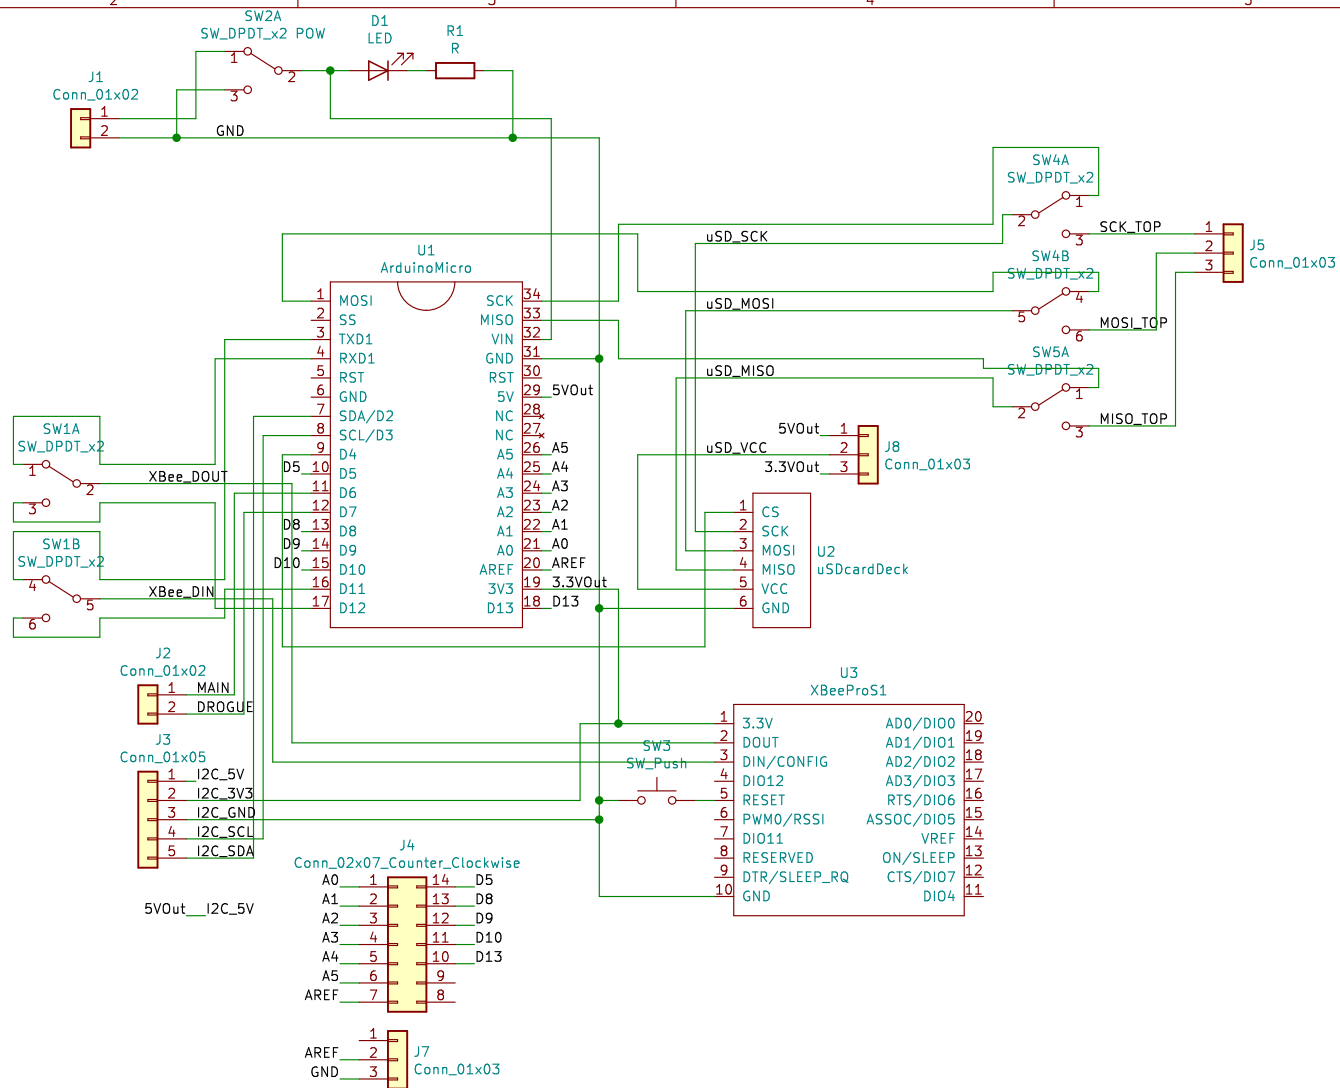 SW2A
SW_DPDT_x2 POW
1
2
3
D1
LED
R1
R
J1
Conn_01x02
1
2
GND
SW4A
SW_DPDT_x2
1
2
3
SCK_TOP
uSD_SCK
J5
Conn_01x03
1
2
3
SW4B
SW_DPDT_x2
4
5
6
MOSI_TOP
uSD_MOSI
SW5A
SW_DPDT_x2
1
2
3
MISO_TOP
uSD_MISO
U1
ArduinoMicro
1 MOSI
2 SS
3 TXD1
4 RXD1
5 RST
6 GND
7 SDA/D2
8 SCL/D3
9 D4
D5 10 D5
11 D6
12 D7
D8 13 D8
D9 14 D9
D10 15 D10
16 D11
17 D12
SCK 34
MISO 33
VIN 32
GND 31
RST 30
5V 29 5VOut
NC 28
NC 27
A5 26 A5
A4 25 A4
A3 24 A3
A2 23 A2
A1 22 A1
A0 21 A0
AREF 20 AREF
3V3 19 3.3VOut
D13 18 D13
SW1A
SW_DPDT_x2
1
2
3
XBee_DOUT
SW1B
SW_DPDT_x2
4
5
6
XBee_DIN
5VOut 1
uSD_VCC 2
3.3VOut 3
J8
Conn_01x03
1 CS
2 SCK
3 MOSI
4 MISO
5 VCC
6 GND
U2
uSDcardDeck
J2
Conn_01x02
1 MAIN
2 DROGUE
J3
Conn_01x05
1 I2C_5V
2 I2C_3V3
3 I2C_GND
4 I2C_SCL
5 I2C_SDA
5VOut I2C_5V
SW3
SW_Push
U3
XBeeProS1
1 3.3V
2 DOUT
3 DIN/CONFIG
4 DIO12
5 RESET
6 PWM0/RSSI
7 DIO11
8 RESERVED
9 DTR/SLEEP_RQ
10 GND
AD0/DIO0 20
AD1/DIO1 19
AD2/DIO2 18
AD3/DIO3 17
RTS/DIO6 16
ASSOC/DIO5 15
VREF 14
ON/SLEEP 13
CTS/DIO7 12
DIO4 11
J4
Conn_02x07_Counter_Clockwise
A0 1 14 D5
A1 2 13 D8
A2 3 12 D9
A3 4 11 D10
A4 5 10 D13
A5 6 9
AREF 7 8
1
AREF 2
GND 3
J7
Conn_01x03